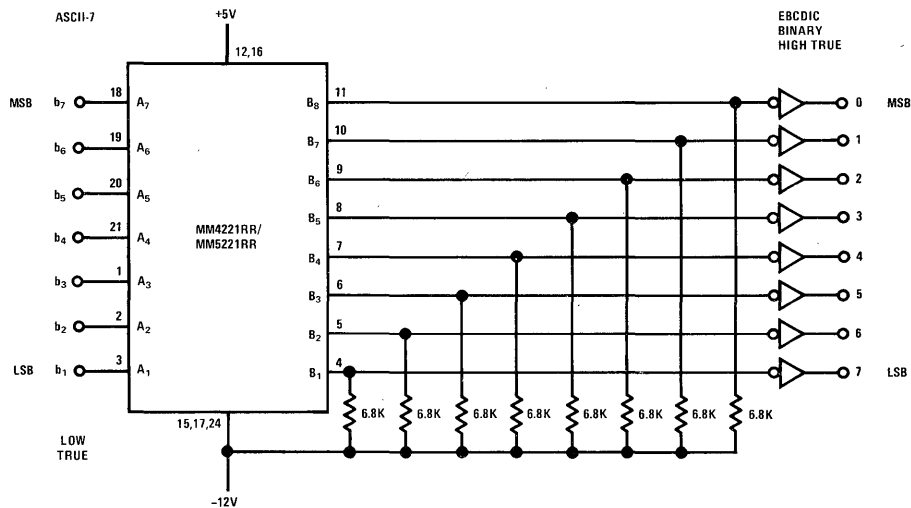 ASCII-7
+5V
EBCDIC
BINARY
HIGH TRUE
12,16
MSB b7 18 A7 B8 11 0 MSB
b6 19 A6 B7 10 1
b5 20 A5 B6 9 2
b4 21 A4 B5 8 3
MM4221RR/
MM5221RR
B4 7 4
b3 1 A3 B3 6 5
b2 2 A2 B2 5 6
LSB b1 3 A1 B1 4 7 LSB
6.8K 6.8K 6.8K 6.8K 6.8K 6.8K 6.8K 6.8K
15,17,24
LOW
TRUE
−12V